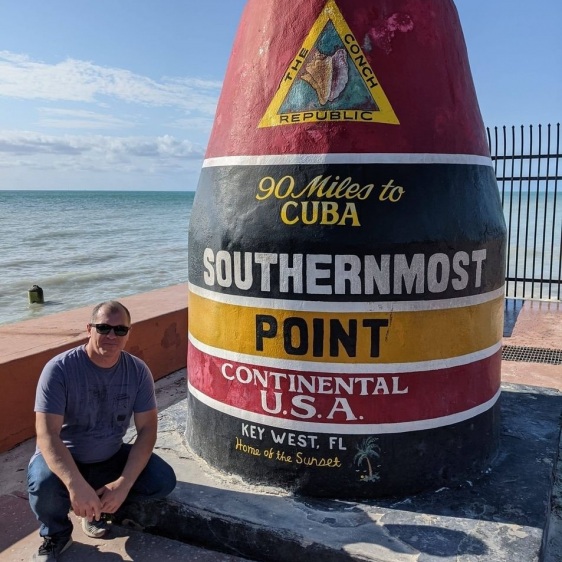 THE CONCH
REPUBLIC
90 Miles to
CUBA
SOUTHERNMOST
POINT
CONTINENTAL
U.S.A.
KEY WEST, FL
Home of the Sunset